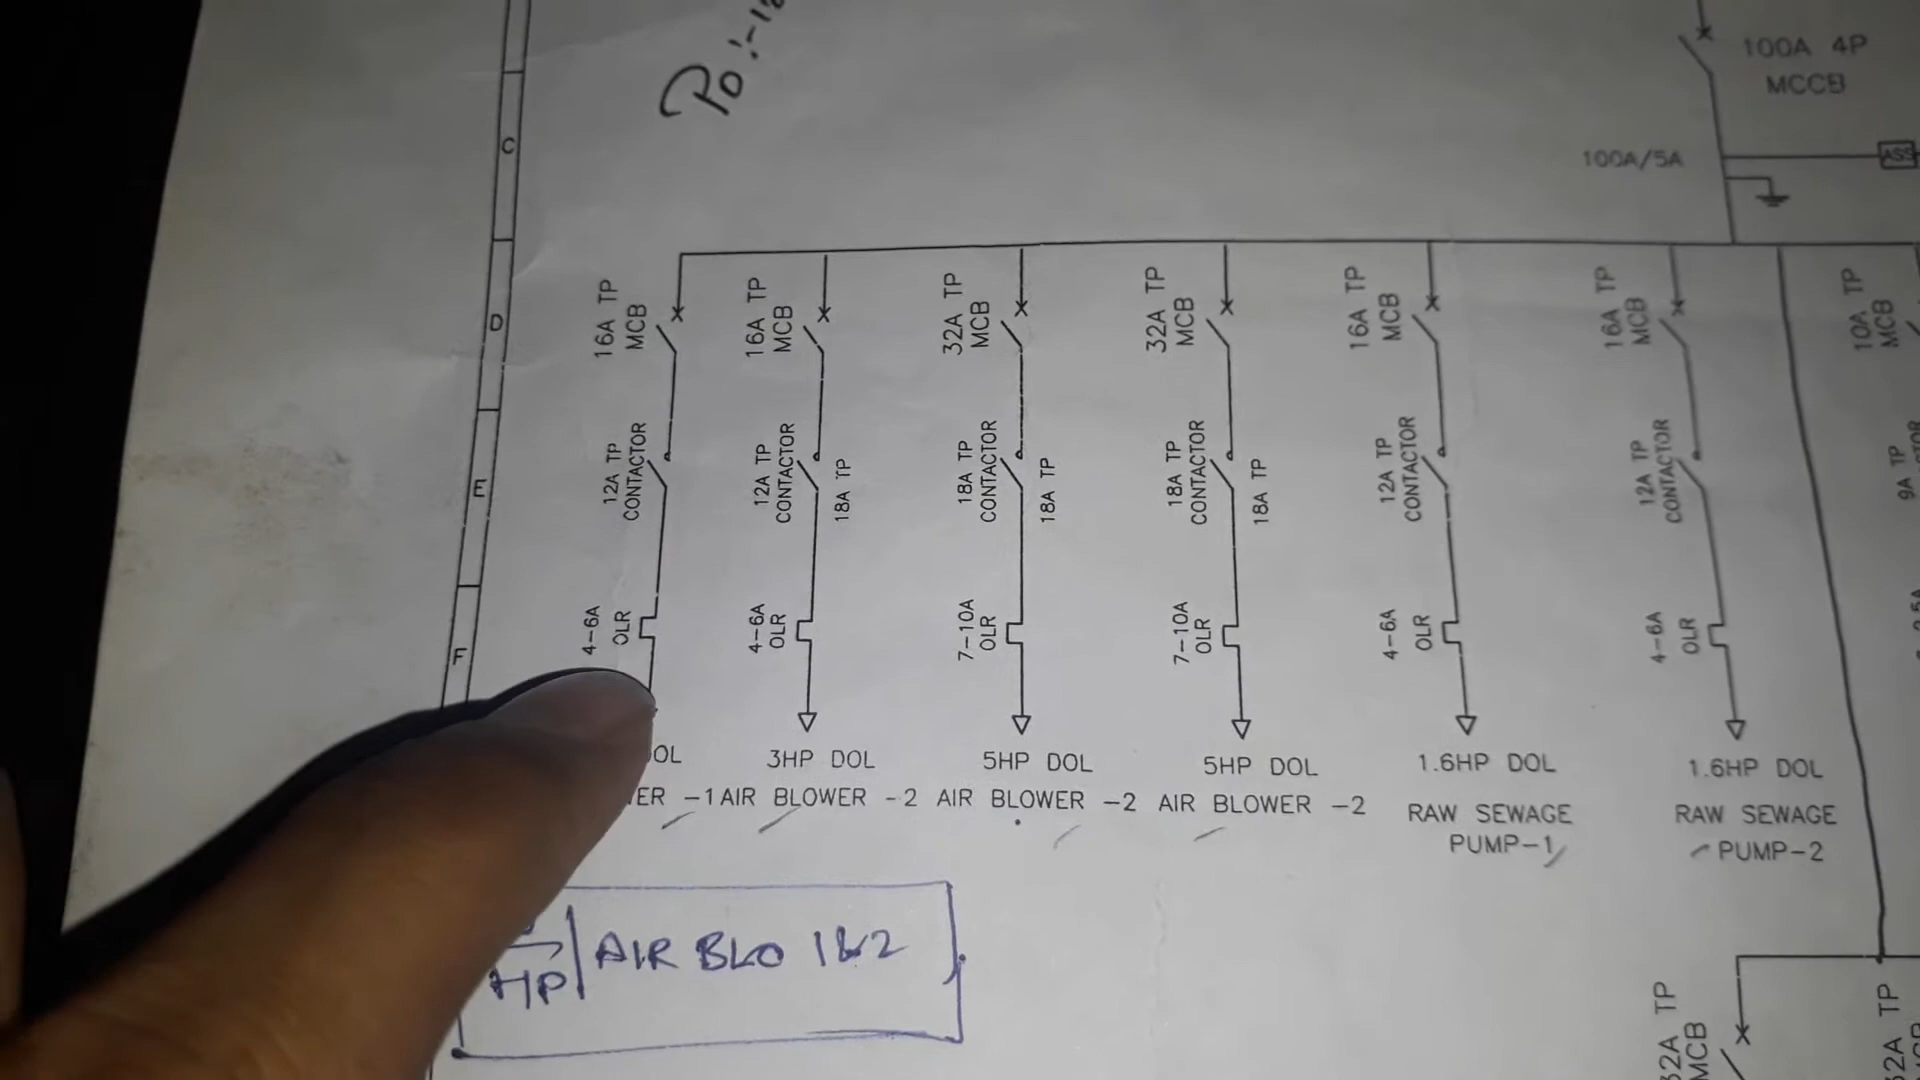 Po:-
100A 4P
MCCB
100A/5A
ASS
C
D
E
F
16A TP
MCB
16A TP
MCB
32A TP
MCB
32A TP
MCB
16A TP
MCB
16A TP
MCB
10A TP
MCB
12A TP
CONTACTOR
12A TP
CONTACTOR
18A TP
18A TP
CONTACTOR
18A TP
18A TP
CONTACTOR
18A TP
12A TP
CONTACTOR
12A TP
CONTACTOR
9A TP
4-6A
OLR
4-6A
OLR
7-10A
OLR
7-10A
OLR
4-6A
OLR
4-6A
OLR
OL
ER -1
3HP DOL
AIR BLOWER -2
5HP DOL
AIR BLOWER -2
5HP DOL
AIR BLOWER -2
1.6HP DOL
RAW SEWAGE
PUMP-1
1.6HP DOL
RAW SEWAGE
PUMP-2
HP
AIR BLO 1&2
32A TP
MCB
32A TP